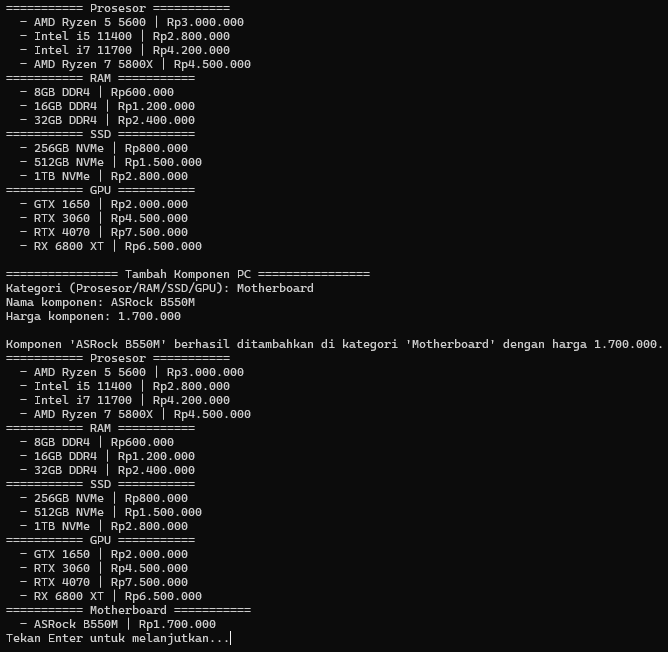 =========== Prosesor ===========
- AMD Ryzen 5 5600 | Rp3.000.000
- Intel i5 11400 | Rp2.800.000
- Intel i7 11700 | Rp4.200.000
- AMD Ryzen 7 5800X | Rp4.500.000
=========== RAM ===========
- 8GB DDR4 | Rp600.000
- 16GB DDR4 | Rp1.200.000
- 32GB DDR4 | Rp2.400.000
=========== SSD ===========
- 256GB NVMe | Rp800.000
- 512GB NVMe | Rp1.500.000
- 1TB NVMe | Rp2.800.000
=========== GPU ===========
- GTX 1650 | Rp2.000.000
- RTX 3060 | Rp4.500.000
- RTX 4070 | Rp7.500.000
- RX 6800 XT | Rp6.500.000
================ Tambah Komponen PC ================
Kategori (Prosesor/RAM/SSD/GPU): Motherboard
Nama komponen: ASRock B550M
Harga komponen: 1.700.000
Komponen 'ASRock B550M' berhasil ditambahkan di kategori 'Motherboard' dengan harga 1.700.000.
=========== Prosesor ===========
- AMD Ryzen 5 5600 | Rp3.000.000
- Intel i5 11400 | Rp2.800.000
- Intel i7 11700 | Rp4.200.000
- AMD Ryzen 7 5800X | Rp4.500.000
=========== RAM ===========
- 8GB DDR4 | Rp600.000
- 16GB DDR4 | Rp1.200.000
- 32GB DDR4 | Rp2.400.000
=========== SSD ===========
- 256GB NVMe | Rp800.000
- 512GB NVMe | Rp1.500.000
- 1TB NVMe | Rp2.800.000
=========== GPU ===========
- GTX 1650 | Rp2.000.000
- RTX 3060 | Rp4.500.000
- RTX 4070 | Rp7.500.000
- RX 6800 XT | Rp6.500.000
=========== Motherboard ===========
- ASRock B550M | Rp1.700.000
Tekan Enter untuk melanjutkan...